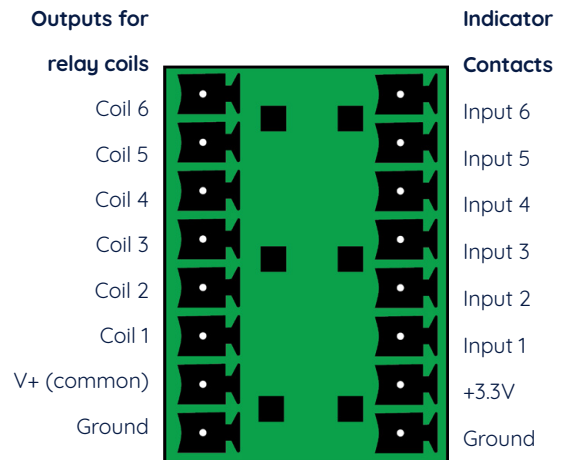 Outputs for
relay coils
Coil 6
Coil 5
Coil 4
Coil 3
Coil 2
Coil 1
V+ (common)
Ground
Indicator
Contacts
Input 6
Input 5
Input 4
Input 3
Input 2
Input 1
+3.3V
Ground